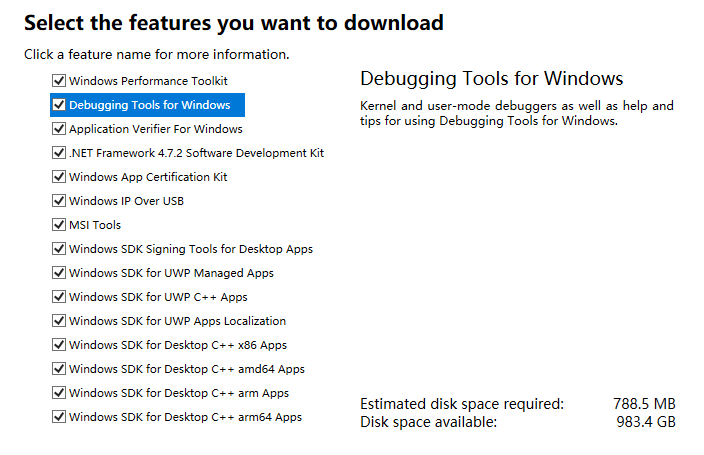 Select the features you want to download
Click a feature name for more information.
Windows Performance Toolkit
Debugging Tools for Windows
Application Verifier For Windows
.NET Framework 4.7.2 Software Development Kit
Windows App Certification Kit
Windows IP Over USB
MSI Tools
Windows SDK Signing Tools for Desktop Apps
Windows SDK for UWP Managed Apps
Windows SDK for UWP C++ Apps
Windows SDK for UWP Apps Localization
Windows SDK for Desktop C++ x86 Apps
Windows SDK for Desktop C++ amd64 Apps
Windows SDK for Desktop C++ arm Apps
Windows SDK for Desktop C++ arm64 Apps
Debugging Tools for Windows
Kernel and user-mode debuggers as well as help and
tips for using Debugging Tools for Windows.
Estimated disk space required: 788.5 MB
Disk space available: 983.4 GB